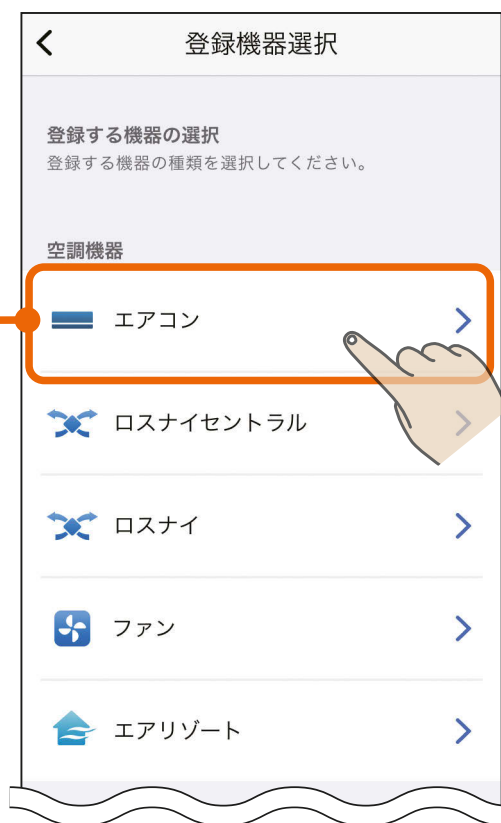 登録機器選択
登録する機器の選択
登録する機器の種類を選択してください。
空調機器
エアコン
ロスナイセントラル
ロスナイ
ファン
エアリゾート